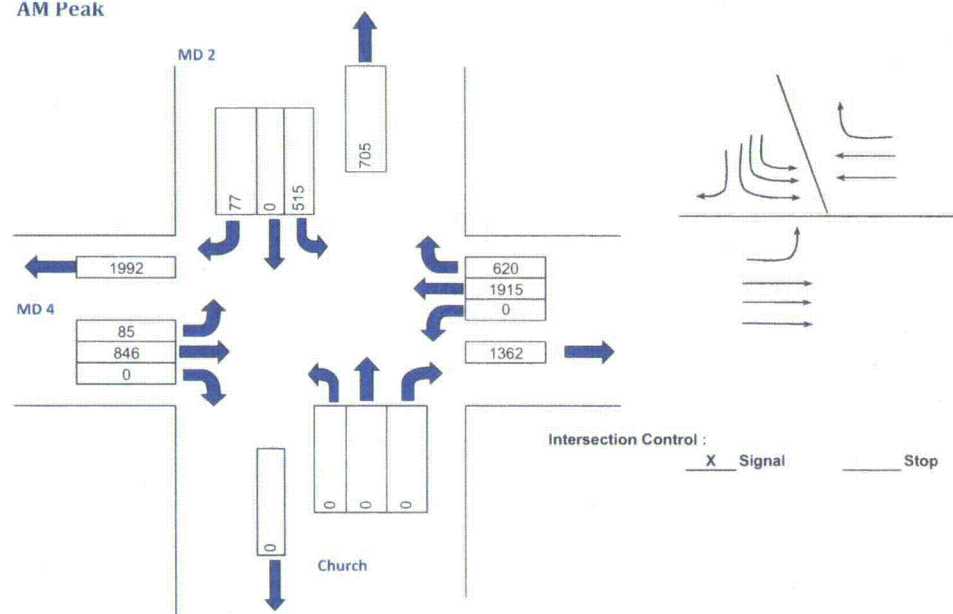 AM Peak
MD 2
705
77
0
515
1992
620
1915
0
MD 4
85
846
0
1362
Intersection Control :
X Signal
Stop
0
0
0
0
Church